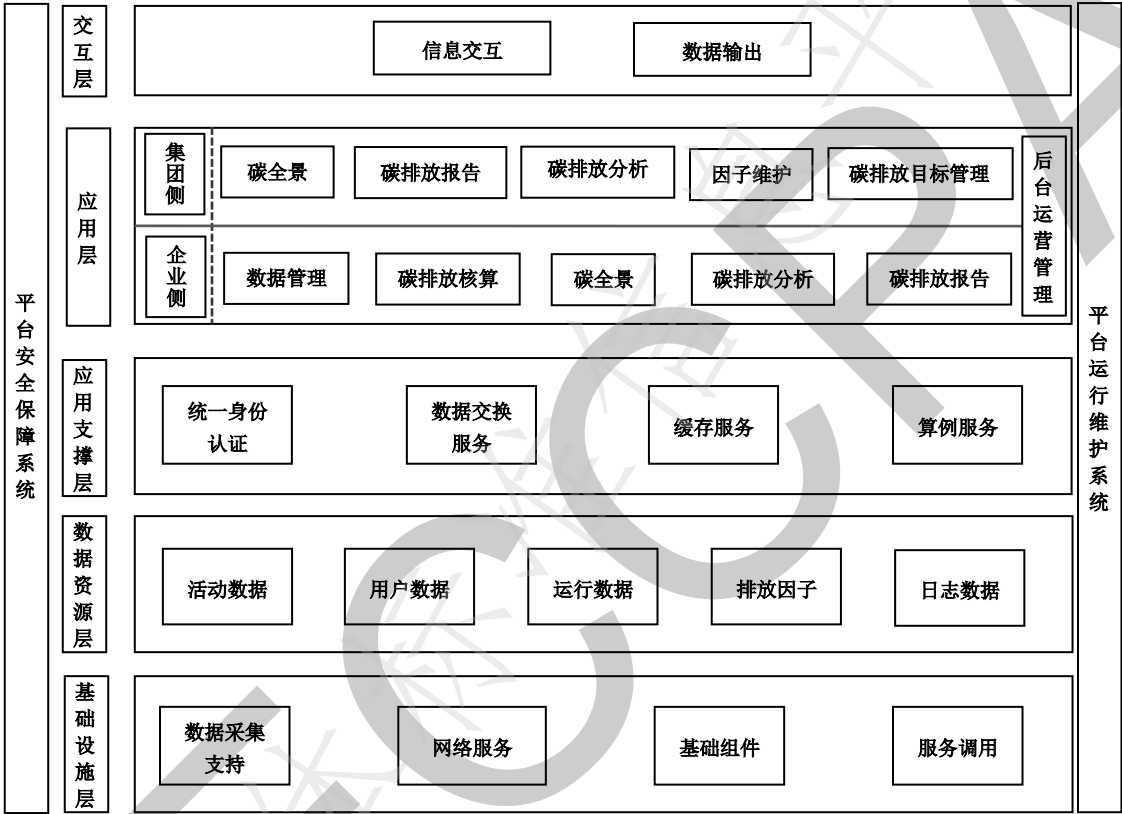 平台安全保障系统
交互层
信息交互
数据输出
应用层
集团侧
碳全景
碳排放报告
碳排放分析
因子维护
碳排放目标管理
企业侧
数据管理
碳排放核算
碳全景
碳排放分析
碳排放报告
后台运营管理
应用支撑层
统一身份
认证
数据交换
服务
缓存服务
算例服务
数据资源层
活动数据
用户数据
运行数据
排放因子
日志数据
基础设施层
数据采集
支持
网络服务
基础组件
服务调用
平台运行维护系统